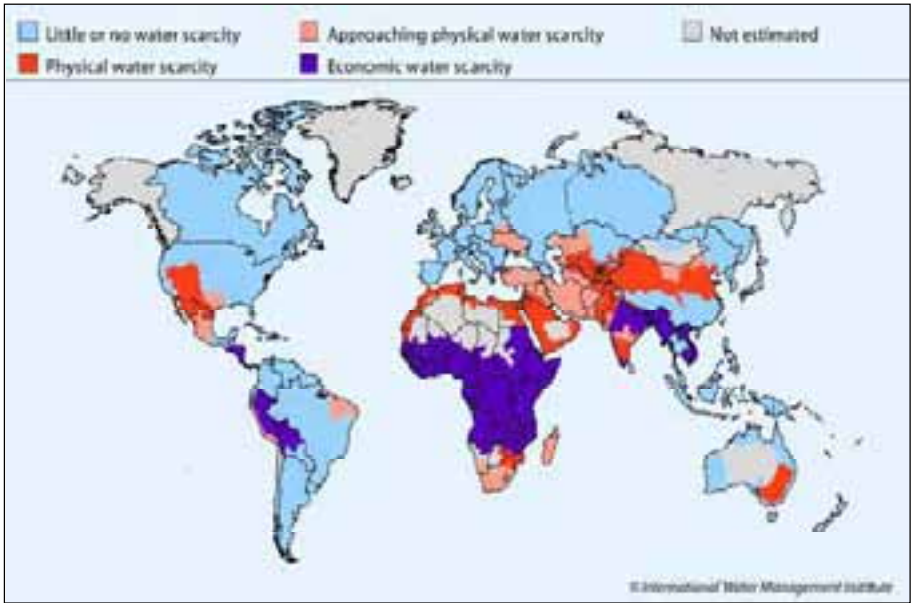 Little or no water scarcity
Approaching physical water scarcity
Not estimated
Physical water scarcity
Economic water scarcity
© International Water Management Institute